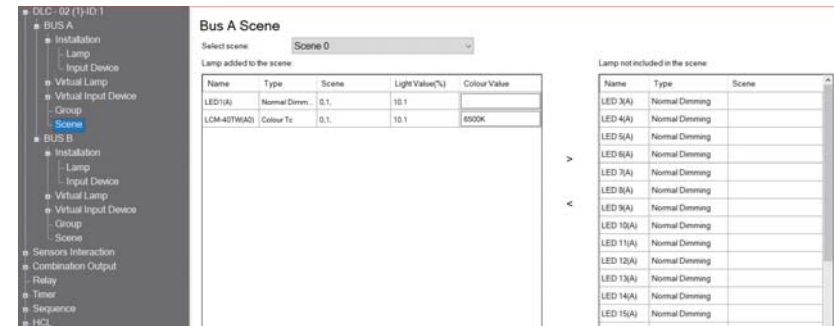 DLC - 02 (1)-ID:1
BUS A
Installation
Lamp
Input Device
Virtual Lamp
Virtual Input Device
Group
Scene
BUS B
Installation
Lamp
Input Device
Virtual Lamp
Virtual Input Device
Group
Scene
Sensors Interaction
Combination Output
Relay
Timer
Sequence
HCL
Bus A Scene
Select scene: Scene 0
Lamp added to the scene:
Name Type Scene Light Value(%) Colour Value
LED1(A) Normal Dimm... 0,1, 10.1
LCM-40TW(A0) Colour Tc 0,1, 10.1 6500K
>
<
Lamp not included in the scene:
Name Type Scene
LED 3(A) Normal Dimming
LED 4(A) Normal Dimming
LED 5(A) Normal Dimming
LED 6(A) Normal Dimming
LED 7(A) Normal Dimming
LED 8(A) Normal Dimming
LED 9(A) Normal Dimming
LED 10(A) Normal Dimming
LED 11(A) Normal Dimming
LED 12(A) Normal Dimming
LED 13(A) Normal Dimming
LED 14(A) Normal Dimming
LED 15(A) Normal Dimming